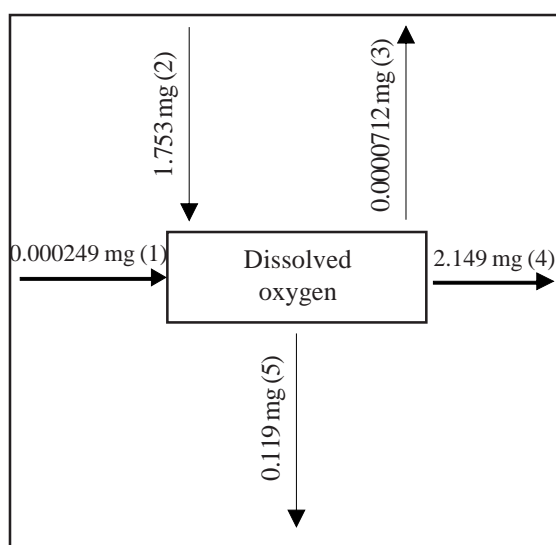 1.753 mg (2)
0.0000712 mg (3)
0.000249 mg (1)
Dissolved
oxygen
2.149 mg (4)
0.119 mg (5)